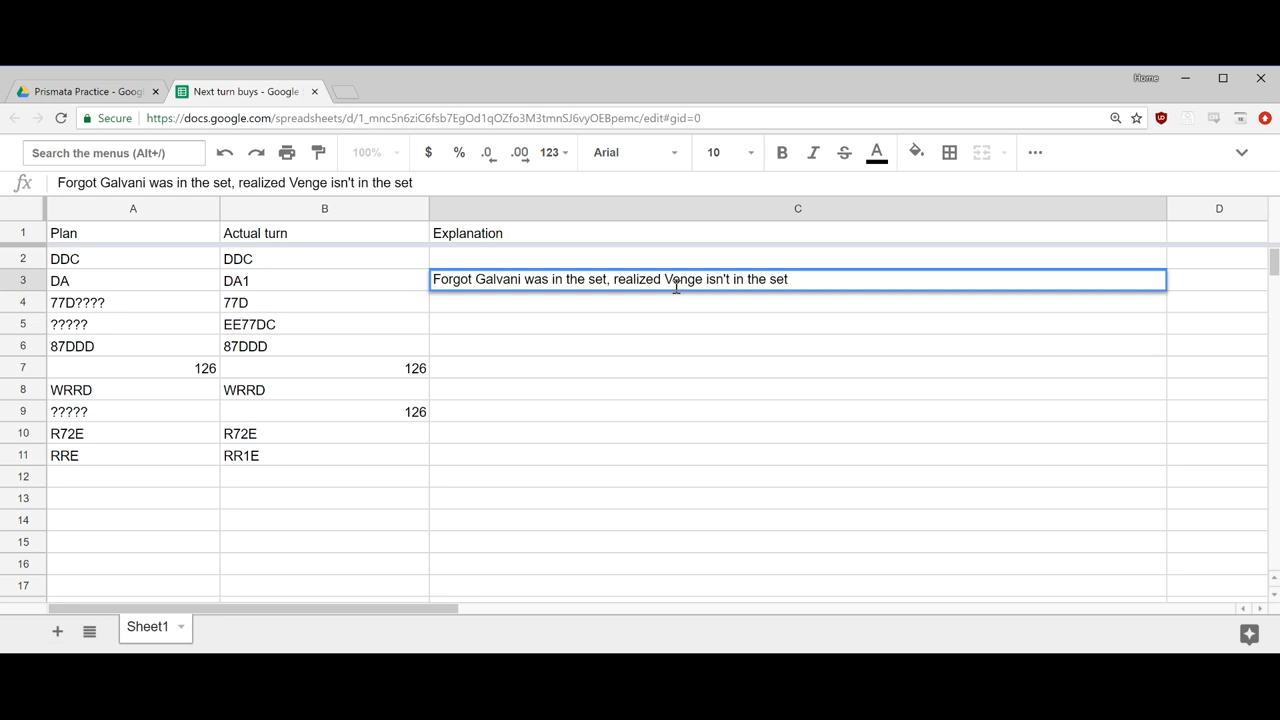 Home
Prismata Practice - Goog
Next turn buys - Google
Secure
https://docs.google.com/spreadsheets/d/1_mnc5n6ziC6fsb7EgOd1qOZfo3M3tmnSJ6vyOEBpemc/edit#gid=0
Search the menus (Alt+/)
100%
$ % .0 .00 123
Arial
10
B I S A
fx Forgot Galvani was in the set, realized Venge isn't in the set
A B C D
1 Plan Actual turn Explanation
2 DDC DDC
3 DA DA1 Forgot Galvani was in the set, realized Venge isn't in the set
4 77D???? 77D
5 ????? EE77DC
6 87DDD 87DDD
7 126 126
8 WRRD WRRD
9 ????? 126
10 R72E R72E
11 RRE RR1E
12
13
14
15
16
17
Sheet1